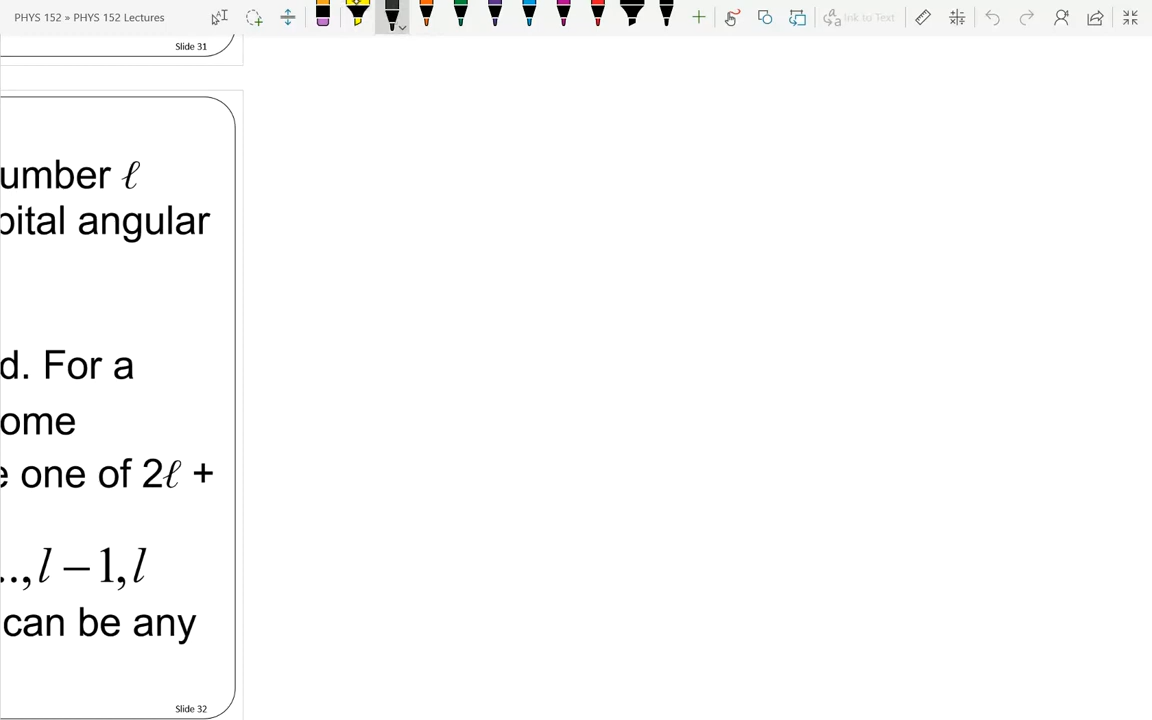 PHYS 152 » PHYS 152 Lectures
Ink to Text
Slide 31
umber ℓ
bital angular
d. For a
ome
e one of 2ℓ +
..,l − 1,l
can be any
Slide 32